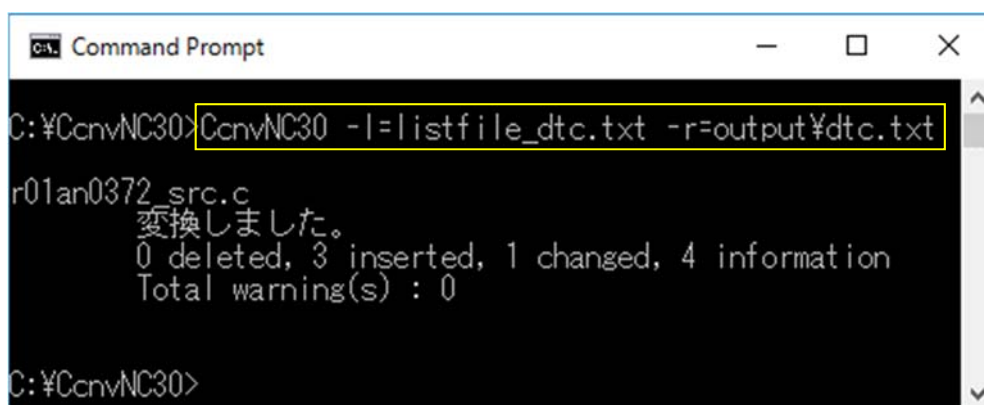 Command Prompt
C:¥CcnvNC30>CcnvNC30 -l=listfile_dtc.txt -r=output¥dtc.txt
r01an0372_src.c
変換しました。
0 deleted, 3 inserted, 1 changed, 4 information
Total warning(s) : 0
C:¥CcnvNC30>